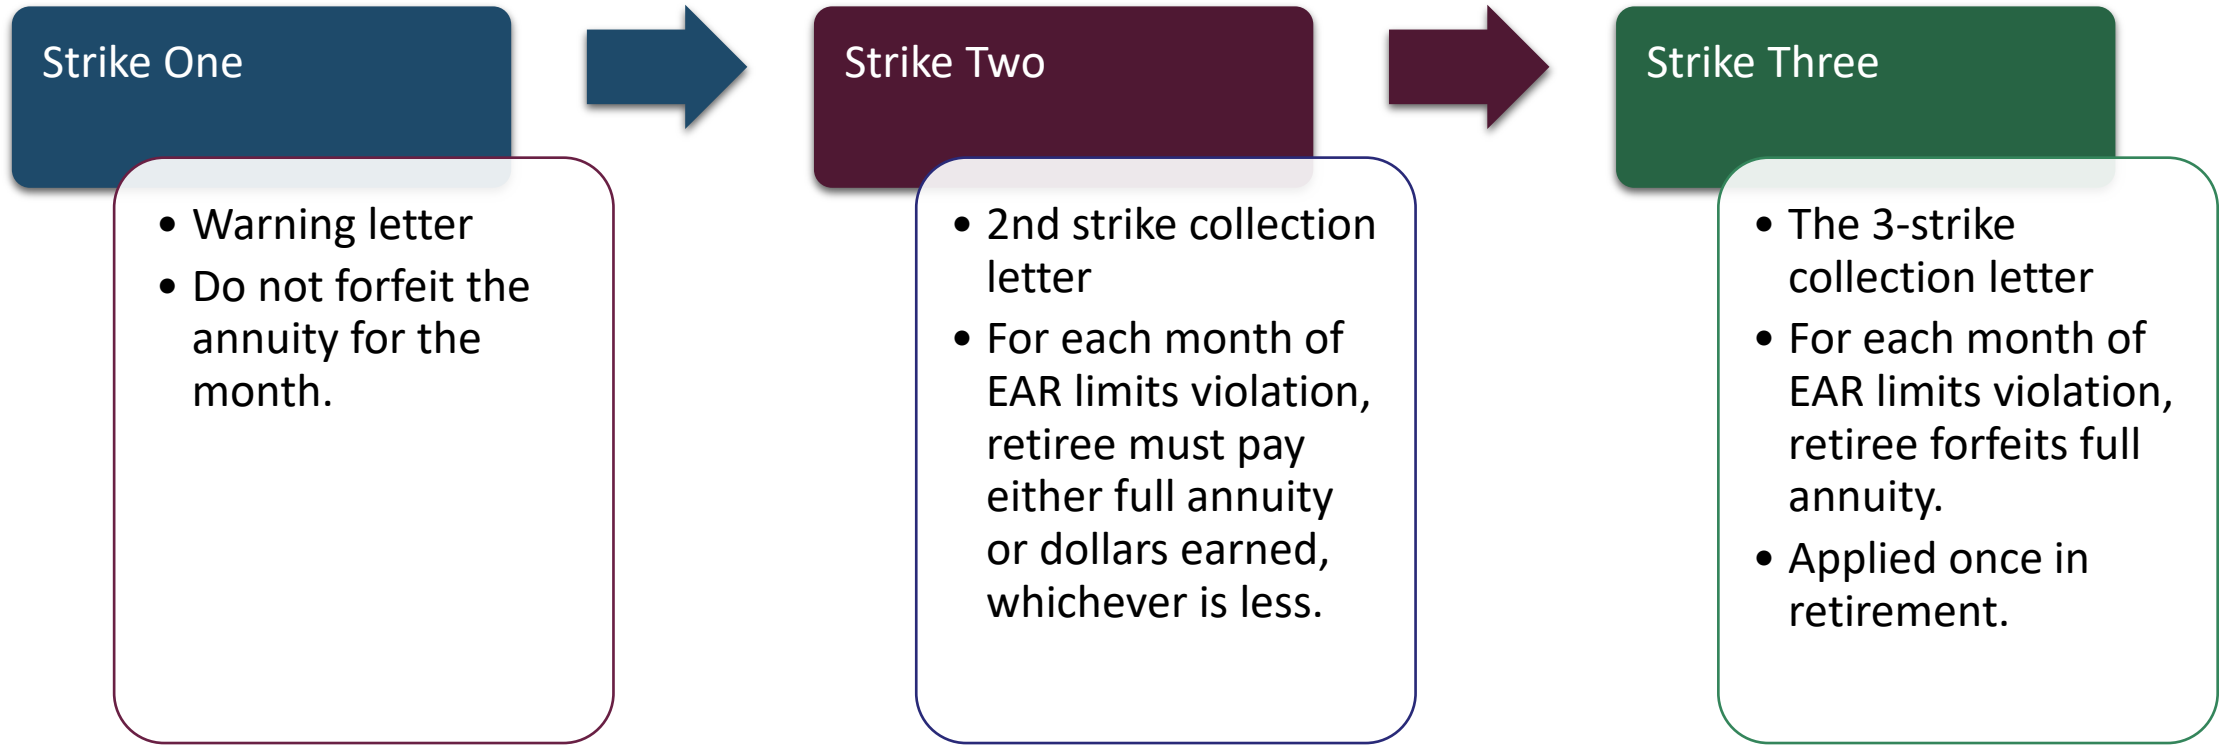 Strike One
• Warning letter
• Do not forfeit the
annuity for the
month.
Strike Two
• 2nd strike collection
letter
• For each month of
EAR limits violation,
retiree must pay
either full annuity
or dollars earned,
whichever is less.
Strike Three
• The 3-strike
collection letter
• For each month of
EAR limits violation,
retiree forfeits full
annuity.
• Applied once in
retirement.